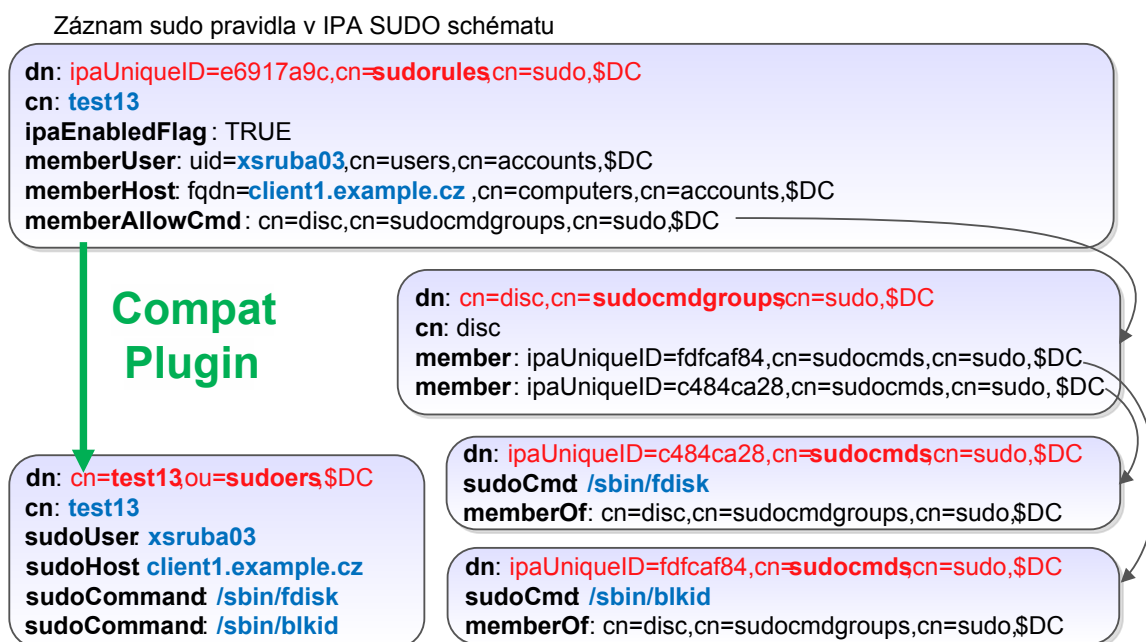 Záznam sudo pravidla v IPA SUDO schématu
dn: ipaUniqueID=e6917a9c,cn=sudorules,cn=sudo,$DC
cn: test13
ipaEnabledFlag : TRUE
memberUser: uid=xsruba03,cn=users,cn=accounts,$DC
memberHost: fqdn=client1.example.cz ,cn=computers,cn=accounts,$DC
memberAllowCmd : cn=disc,cn=sudocmdgroups,cn=sudo,$DC
Compat
Plugin
dn: cn=disc,cn=sudocmdgroups,cn=sudo,$DC
cn: disc
member: ipaUniqueID=fdfcaf84,cn=sudocmds,cn=sudo,$DC
member: ipaUniqueID=c484ca28,cn=sudocmds,cn=sudo, $DC
dn: cn=test13,ou=sudoers,$DC
cn: test13
sudoUser: xsruba03
sudoHost: client1.example.cz
sudoCommand: /sbin/fdisk
sudoCommand: /sbin/blkid
dn: ipaUniqueID=c484ca28,cn=sudocmds,cn=sudo,$DC
sudoCmd: /sbin/fdisk
memberOf: cn=disc,cn=sudocmdgroups,cn=sudo,$DC
dn: ipaUniqueID=fdfcaf84,cn=sudocmds,cn=sudo,$DC
sudoCmd: /sbin/blkid
memberOf: cn=disc,cn=sudocmdgroups,cn=sudo,$DC